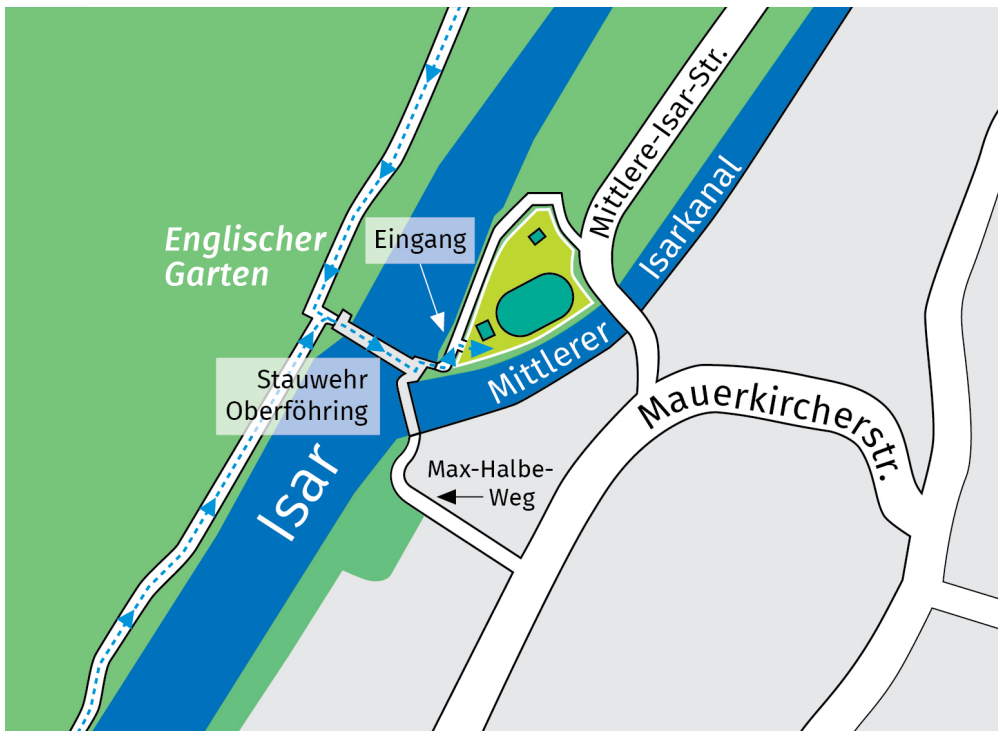 Mittlere-Isar-Str.
Englischer
Garten
Eingang
Isarkanal
Mittlerer
Stauwehr
Oberföhring
Mauerkircherstr.
Isar
Max-Halbe-
Weg